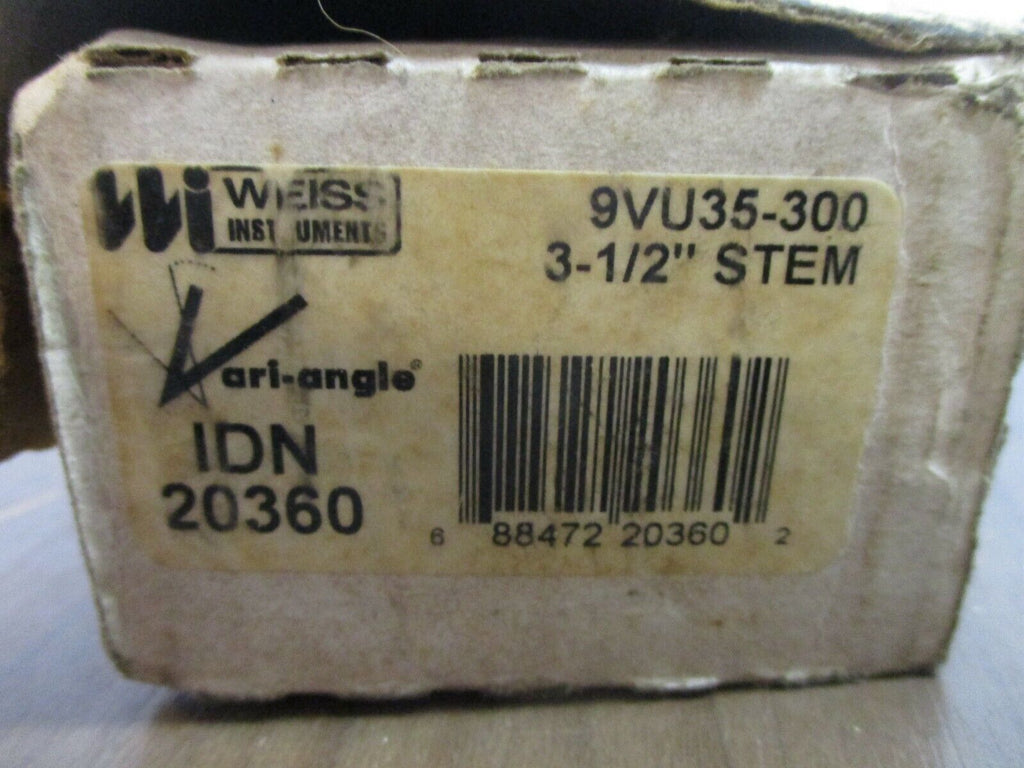 Wi WEISS
INSTRUMENTS
9VU35-300
3-1/2" STEM
Vari-angle®
IDN
20360
6 88472 20360 2